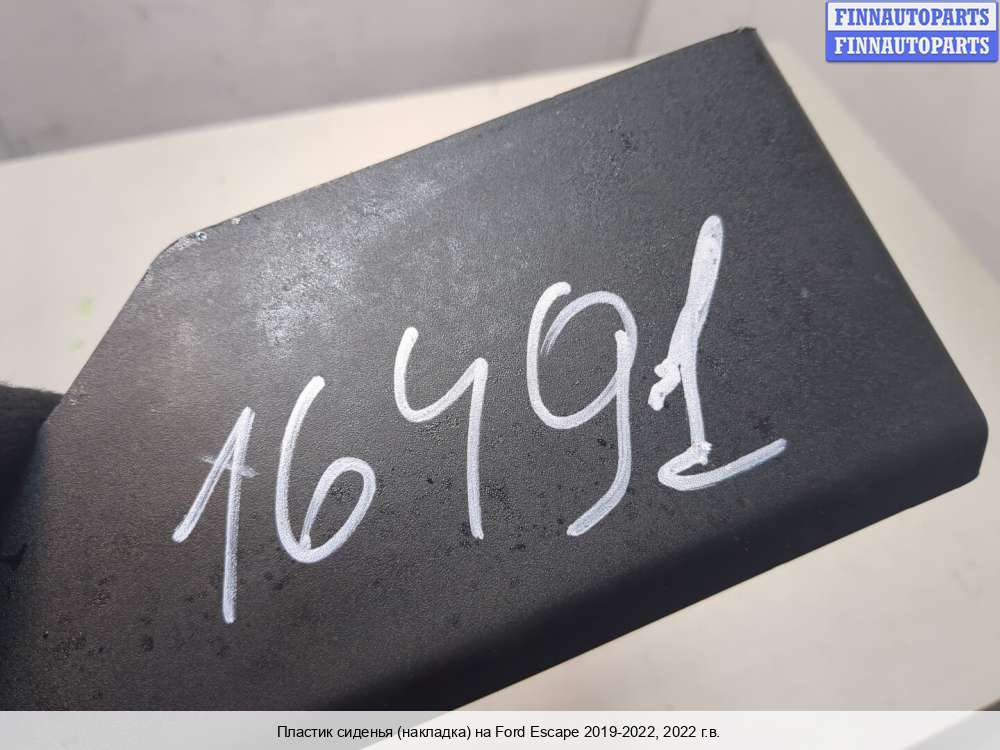 FINNAUTOPARTS
FINNAUTOPARTS
16491
Пластик сиденья (накладка) на Ford Escape 2019-2022, 2022 г.в.